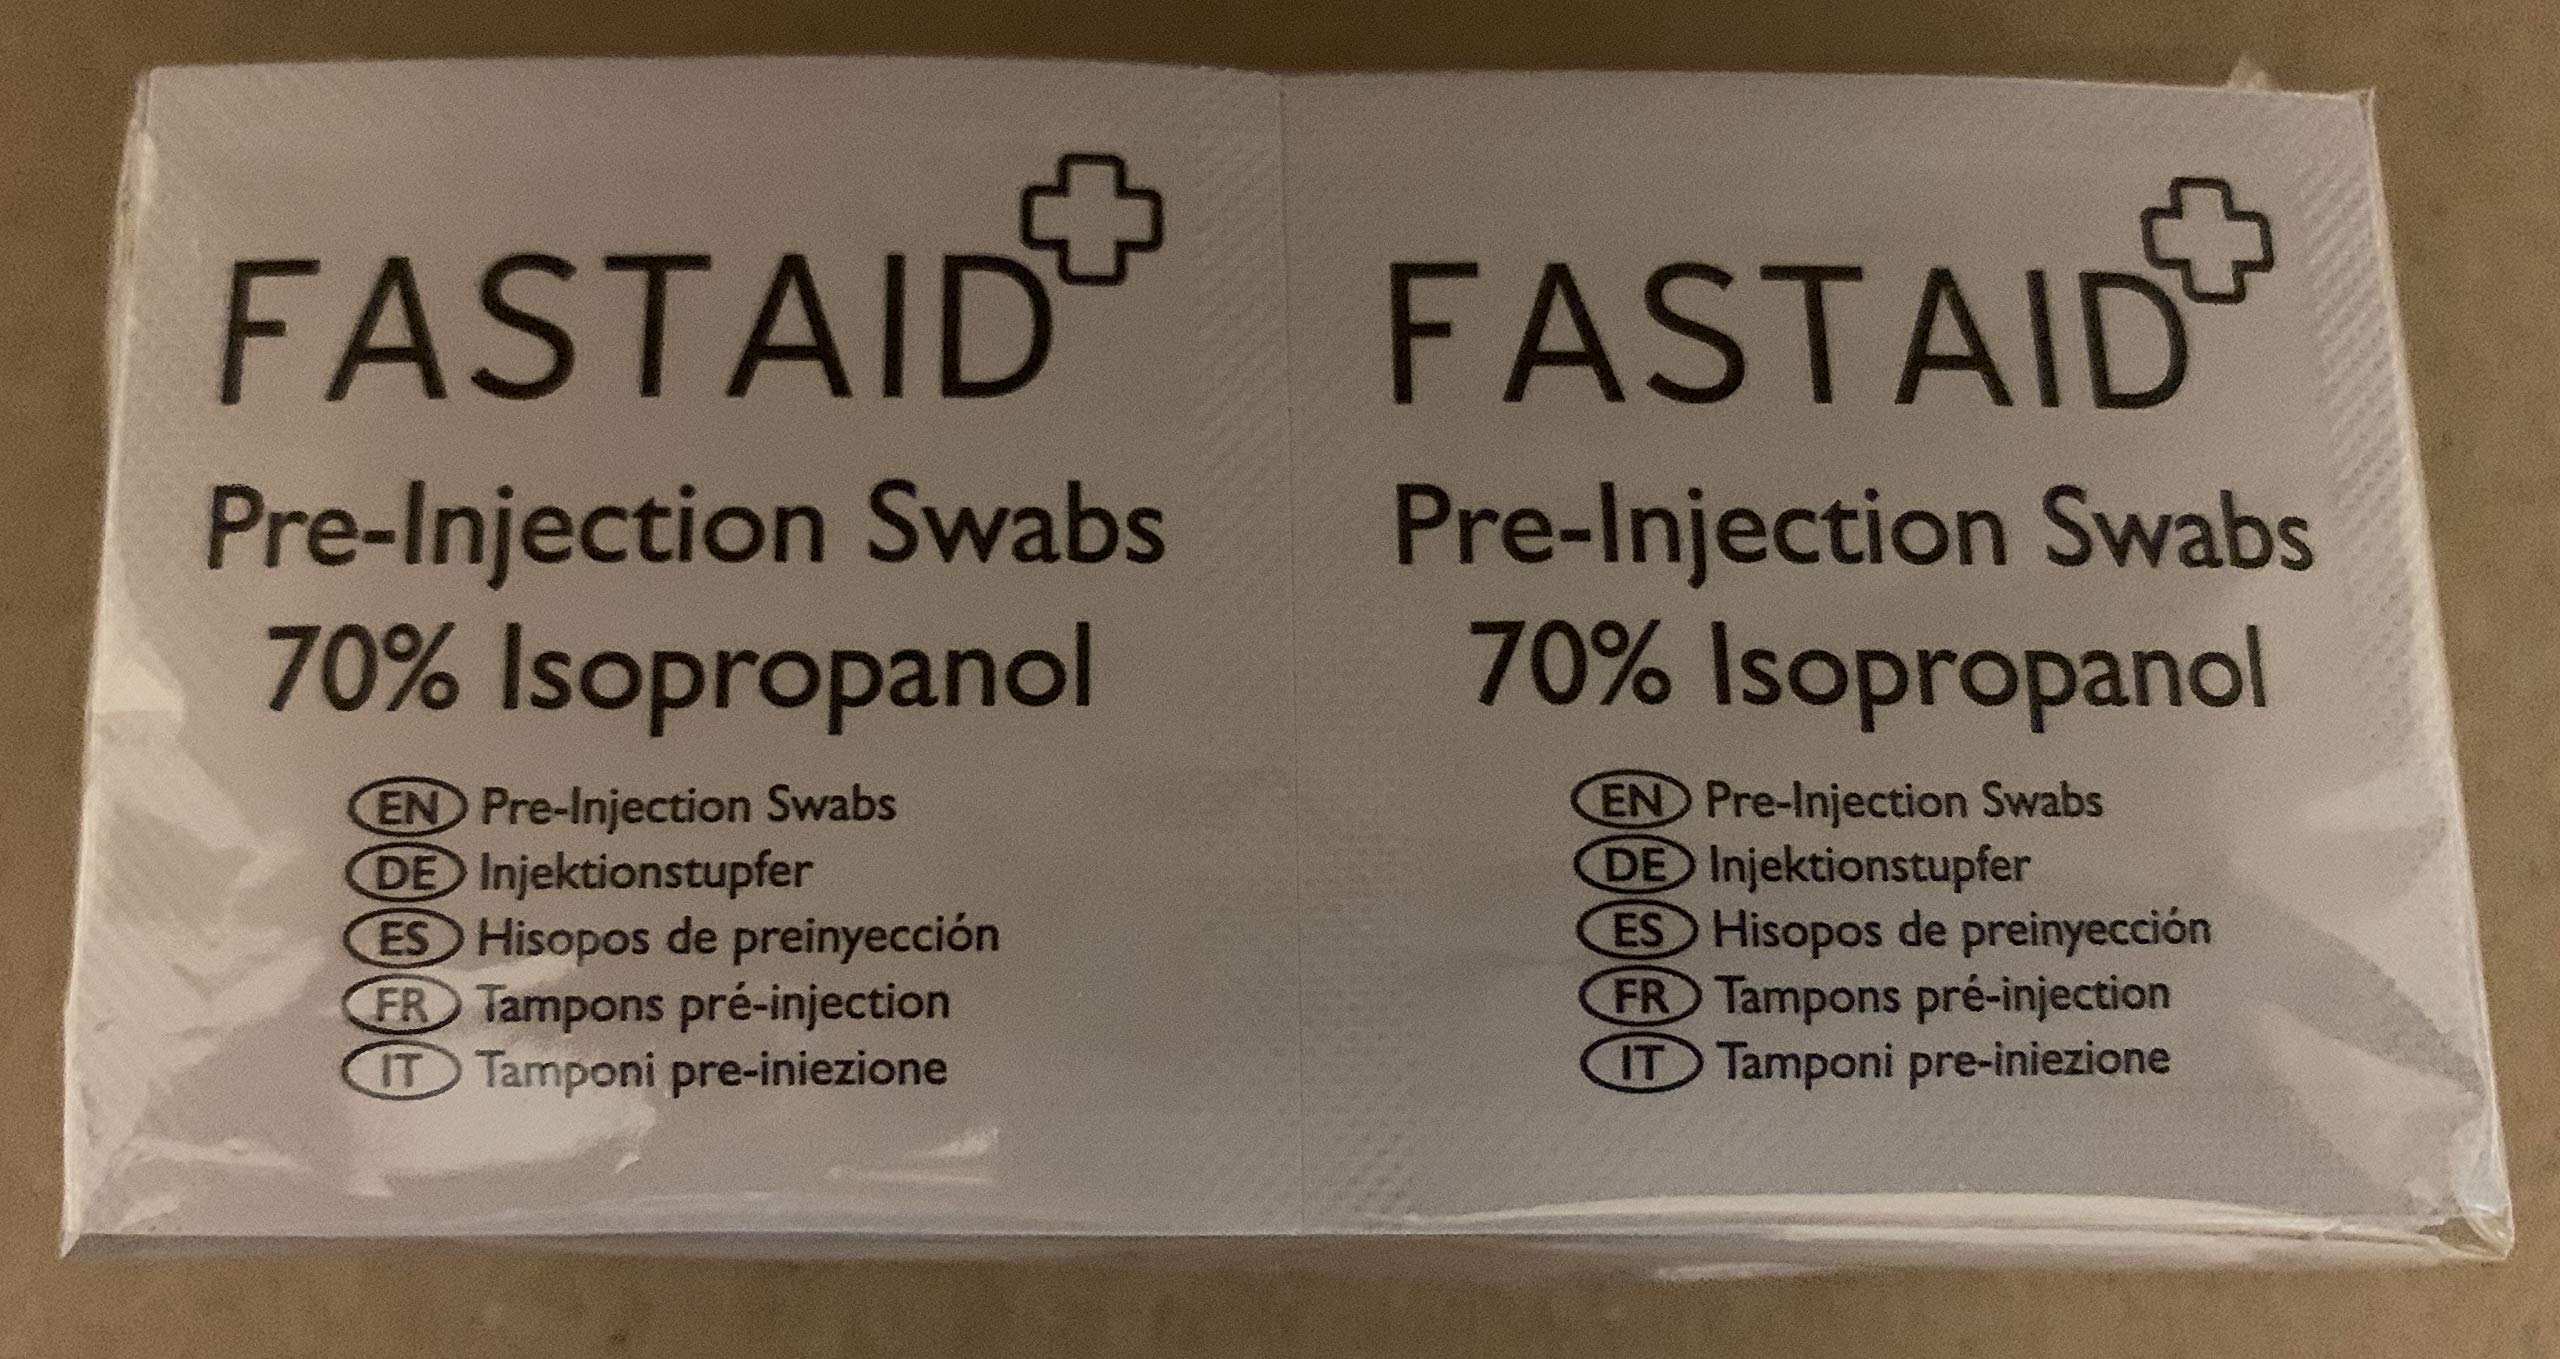 FASTAID
Pre-Injection Swabs
70% Isopropanol
EN Pre-Injection Swabs
DE Injektionstupfer
ES Hisopos de preinyección
FR Tampons pré-injection
IT Tamponi pre-iniezione
FASTAID
Pre-Injection Swabs
70% Isopropanol
EN Pre-Injection Swabs
DE Injektionstupfer
ES Hisopos de preinyección
FR Tampons pré-injection
IT Tamponi pre-iniezione